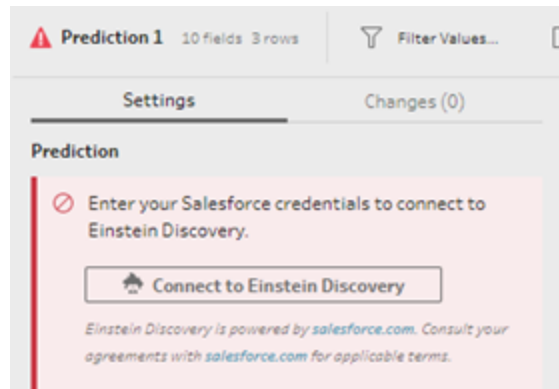 Prediction 1 10 fields 3 rows Filter Values...
Settings Changes (0)
Prediction
Enter your Salesforce credentials to connect to
Einstein Discovery.
Connect to Einstein Discovery
Einstein Discovery is powered by salesforce.com. Consult your
agreements with salesforce.com for applicable terms.